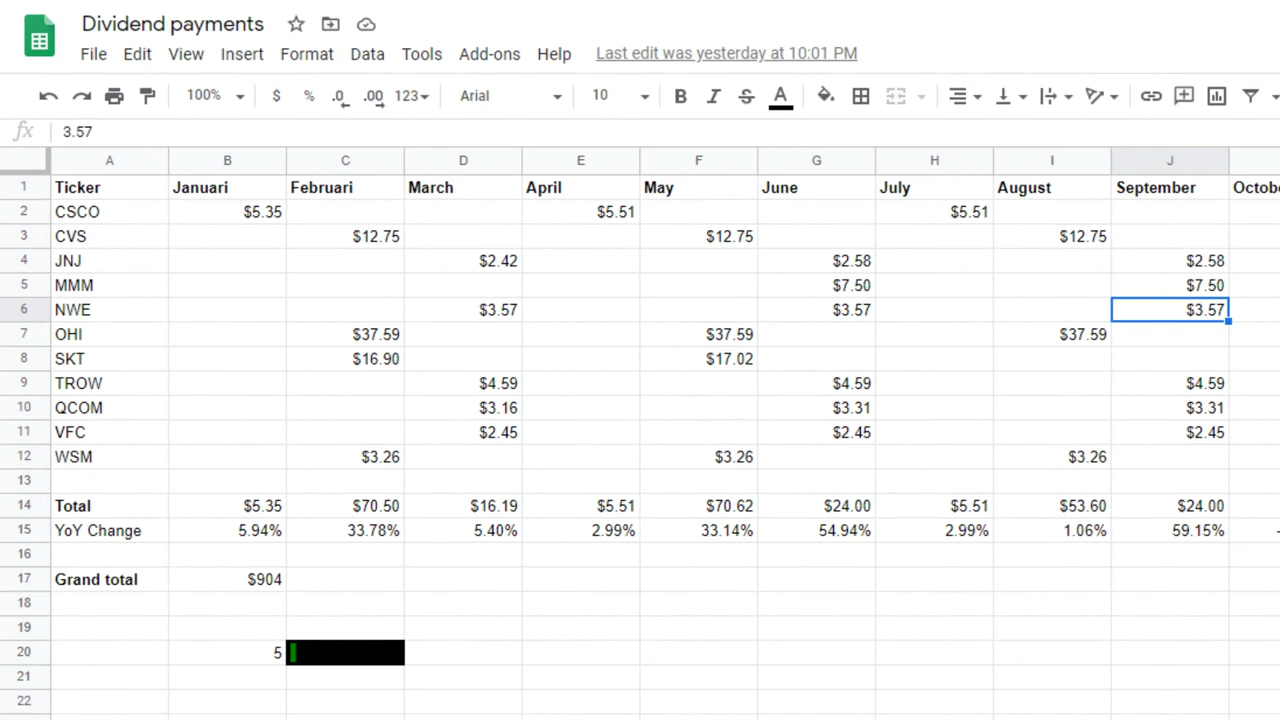 Dividend payments
File Edit View Insert Format Data Tools Add-ons Help Last edit was yesterday at 10:01 PM
100% $ % .0 .00 123 Arial 10 B I S A
fx 3.57
A B C D E F G H I J
1 Ticker Januari Februari March April May June July August September
2 CSCO $5.35 $5.51 $5.51
3 CVS $12.75 $12.75 $12.75
4 JNJ $2.42 $2.58 $2.58
5 MMM $7.50 $7.50
6 NWE $3.57 $3.57 $3.57
7 OHI $37.59 $37.59 $37.59
8 SKT $16.90 $17.02
9 TROW $4.59 $4.59 $4.59
10 QCOM $3.16 $3.31 $3.31
11 VFC $2.45 $2.45 $2.45
12 WSM $3.26 $3.26 $3.26
13
14 Total $5.35 $70.50 $16.19 $5.51 $70.62 $24.00 $5.51 $53.60 $24.00
15 YoY Change 5.94% 33.78% 5.40% 2.99% 33.14% 54.94% 2.99% 1.06% 59.15%
16
17 Grand total $904
18
19
20 5
21
22